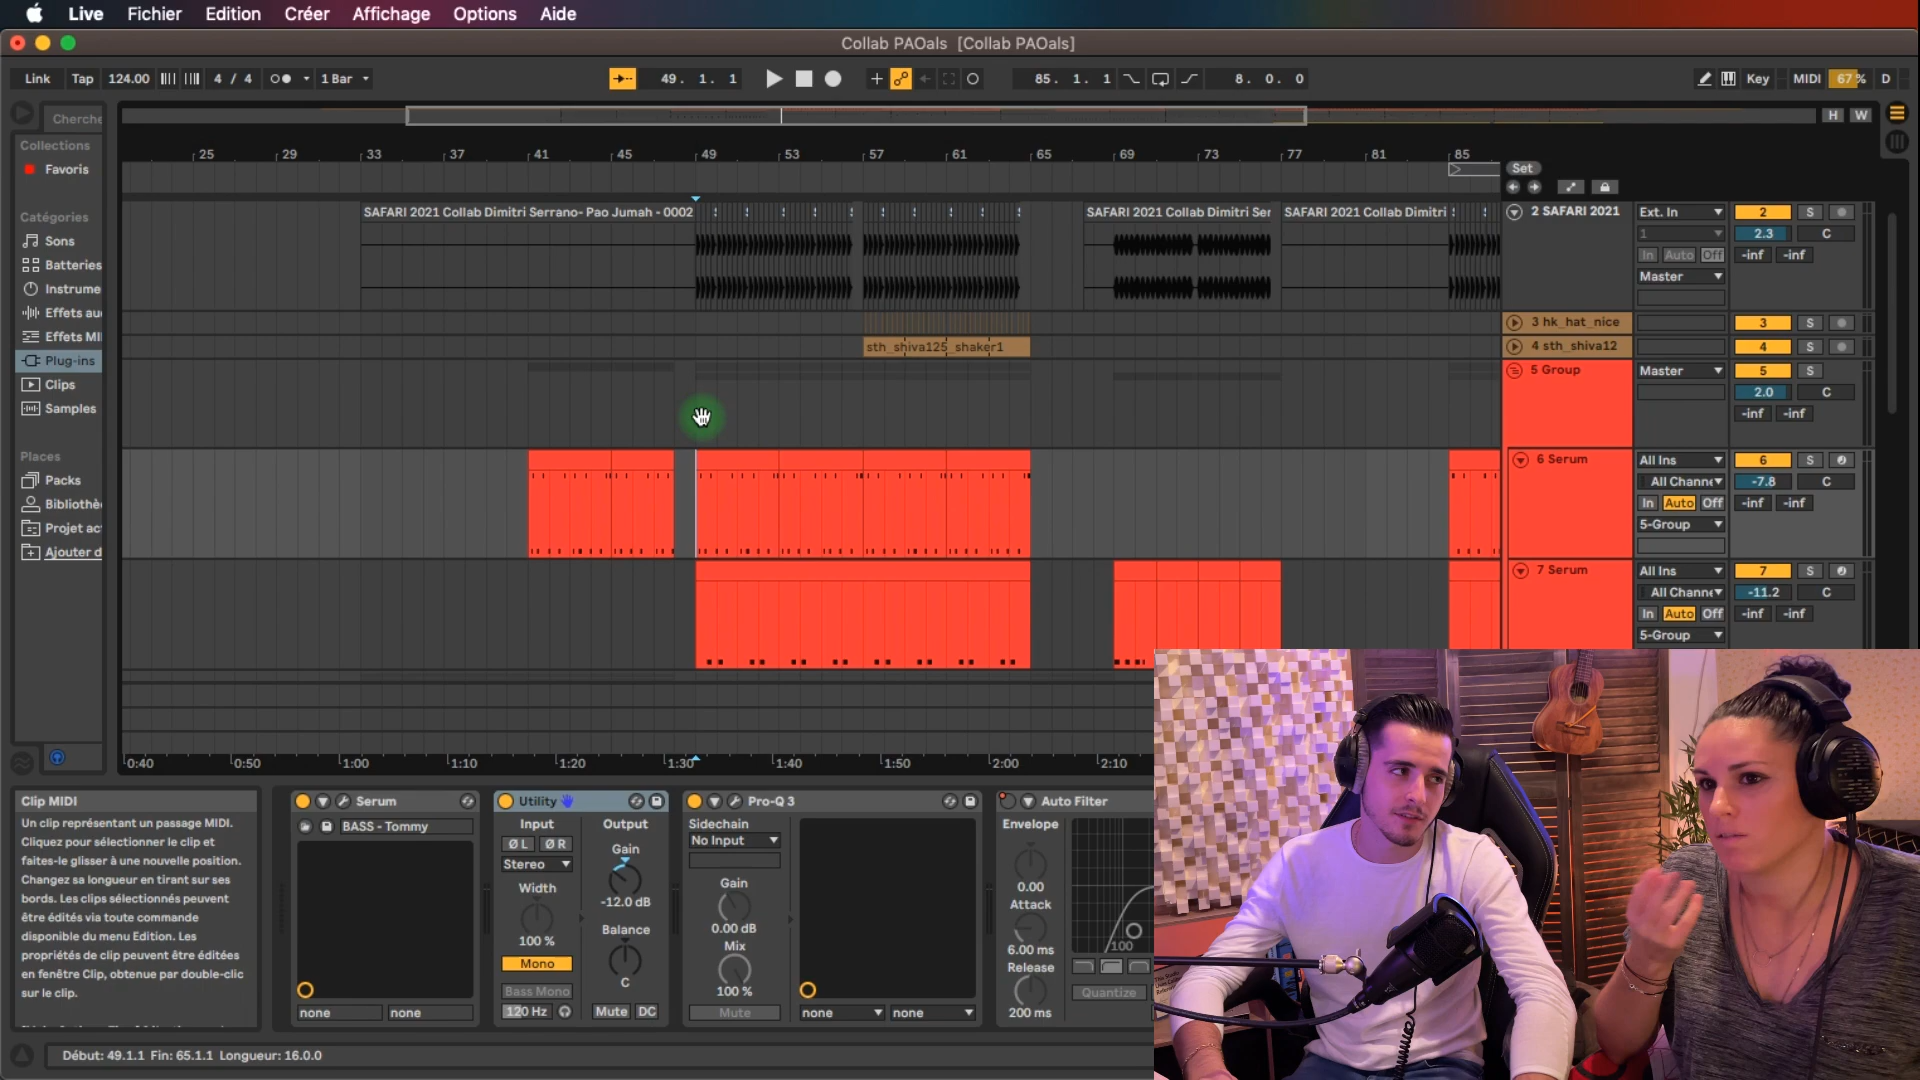 Live Fichier Edition Créer Affichage Options Aide
Collab PAOals [Collab PAOals]
Link Tap 124.00 4 / 4 1 Bar 49. 1. 1 85. 1. 1 8. 0. 0 Key MIDI 67 % D
Cherche
H W
Collections
Favoris
Catégories
Sons
Batteries
Instrume
Effets au
Effets MI
Plug-ins
Clips
Samples
Places
Packs
Bibliothè
Projet ac
Ajouter d
25 29 33 37 41 45 49 53 57 61 65 69 73 77 81 85
Set
SAFARI 2021 Collab Dimitri Serrano- Pao Jumah - 0002
SAFARI 2021 Collab Dimitri Ser
SAFARI 2021 Collab Dimitri
2 SAFARI 2021 Ext. In 2 S
1 2.3 C
In Auto Off -inf -inf
Master
3 hk_hat_nice 3 S
sth_shiva125_shaker1
4 sth_shiva12 4 S
5 Group Master 5 S
2.0 C
-inf -inf
6 Serum All Ins 6 S
All Channe -7.8 C
In Auto Off -inf -inf
5-Group
7 Serum All Ins 7 S
All Channe -11.2 C
In Auto Off -inf -inf
5-Group
0:40 0:50 1:00 1:10 1:20 1:30 1:40 1:50 2:00 2:10
Clip MIDI
Un clip représentant un passage MIDI.
Cliquez pour sélectionner le clip et
faites-le glisser à une nouvelle position.
Changez sa longueur en tirant sur ses
bords. Les clips sélectionnés peuvent
être édités via toute commande
disponible du menu Edition. Les
propriétés de clip peuvent être éditées
en fenêtre Clip, obtenue par double-clic
sur le clip.
Serum
BASS - Tommy
none none
Utility
Input Output
Ø L Ø R Gain
Stereo
Width -12.0 dB
Balance
100 %
Mono
C
Bass Mono
120 Hz Mute DC
Pro-Q 3
Sidechain
No Input
Gain
0.00 dB
Mix
100 %
Mute
none none
Auto Filter
Envelope
0.00
Attack
6.00 ms
Release
200 ms
100
Quantize
Début: 49.1.1 Fin: 65.1.1 Longueur: 16.0.0